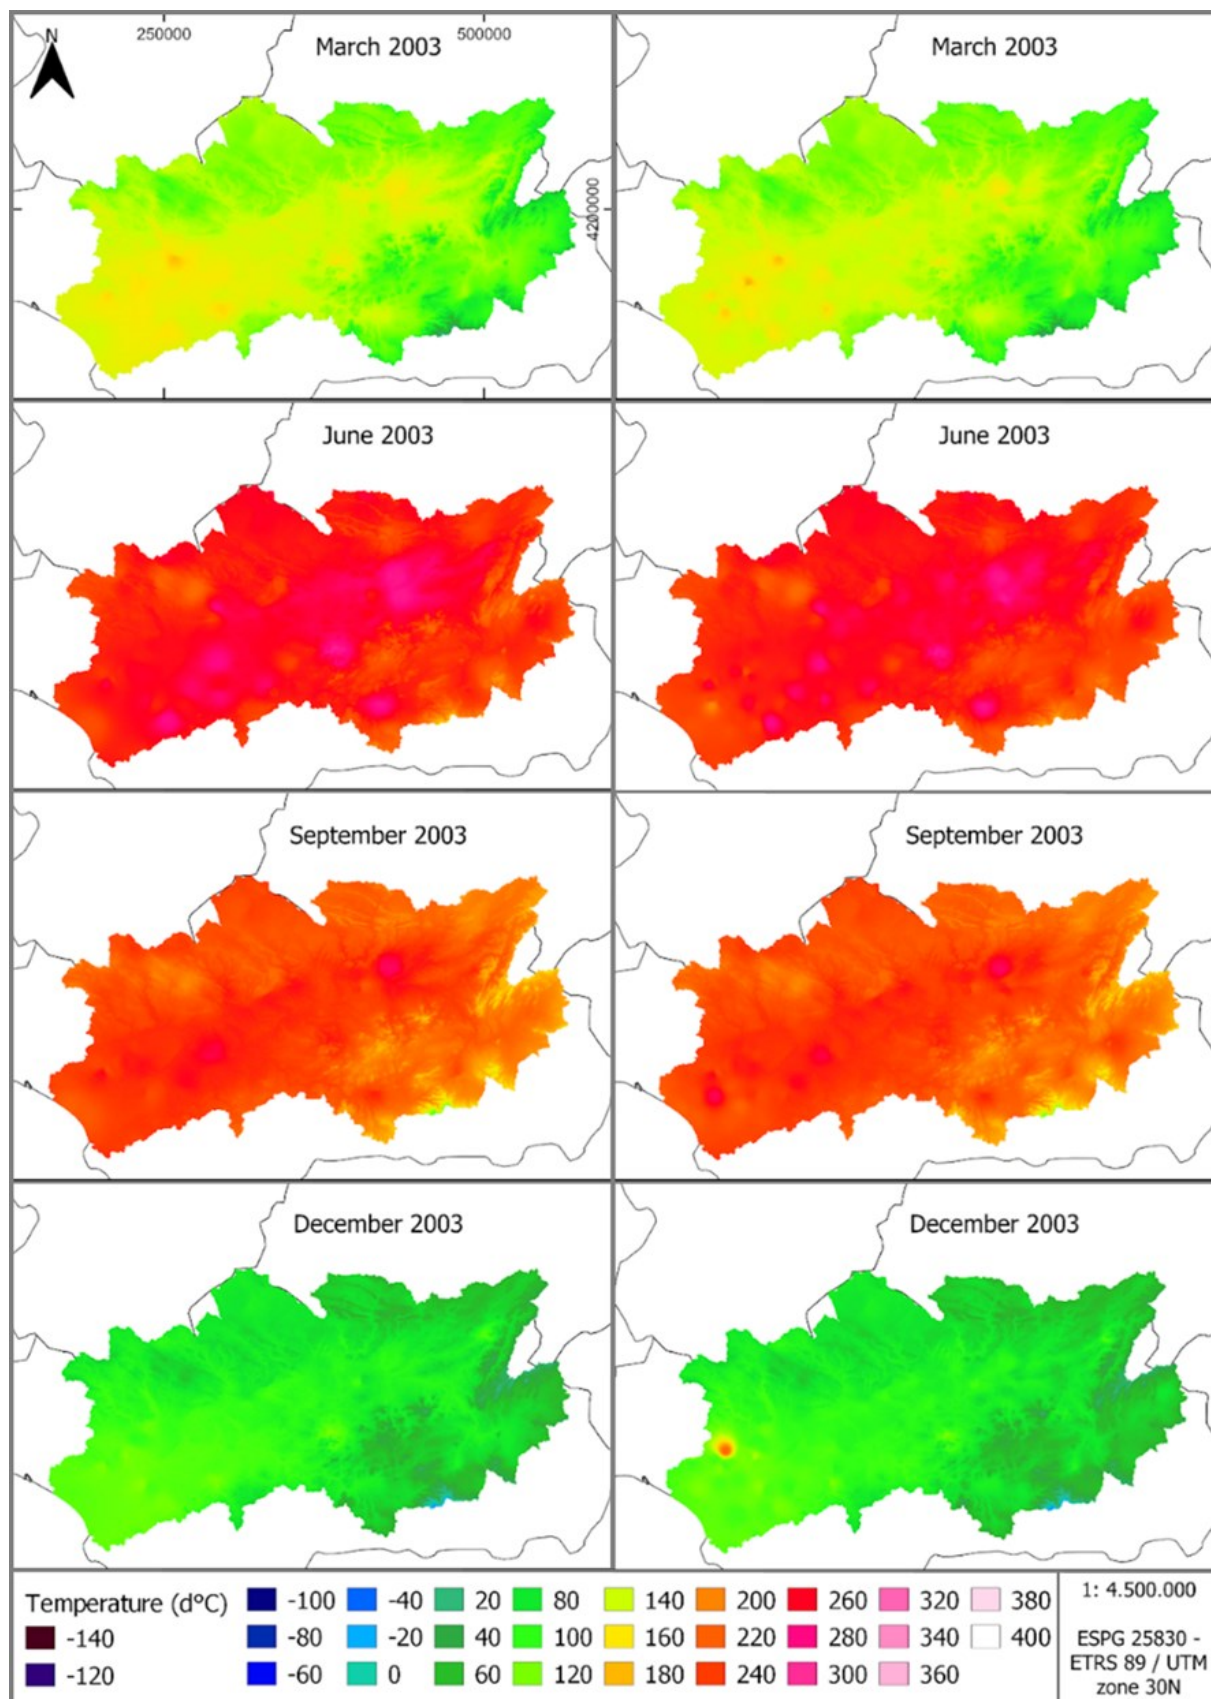 N
250000
500000
March 2003
March 2003
4200000
June 2003
June 2003
September 2003
September 2003
December 2003
December 2003
Temperature (d°C)
-140
-120
-100
-80
-60
-40
-20
0
20
40
60
80
100
120
140
160
180
200
220
240
260
280
300
320
340
360
380
400
1: 4.500.000
ESPG 25830 -
ETRS 89 / UTM
zone 30N